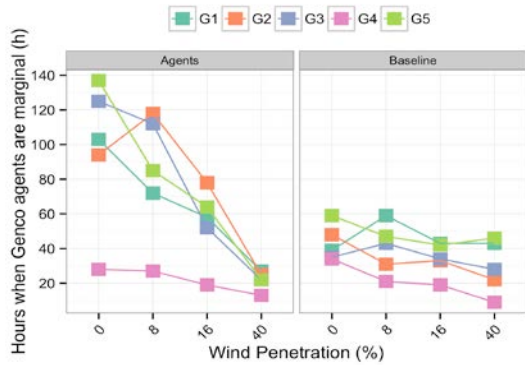 G1 G2 G3 G4 G5
Agents Baseline
Hours when Genco agents are marginal (h)
140
120
100
80
60
40
20
0 8 16 40 0 8 16 40
Wind Penetration (%)